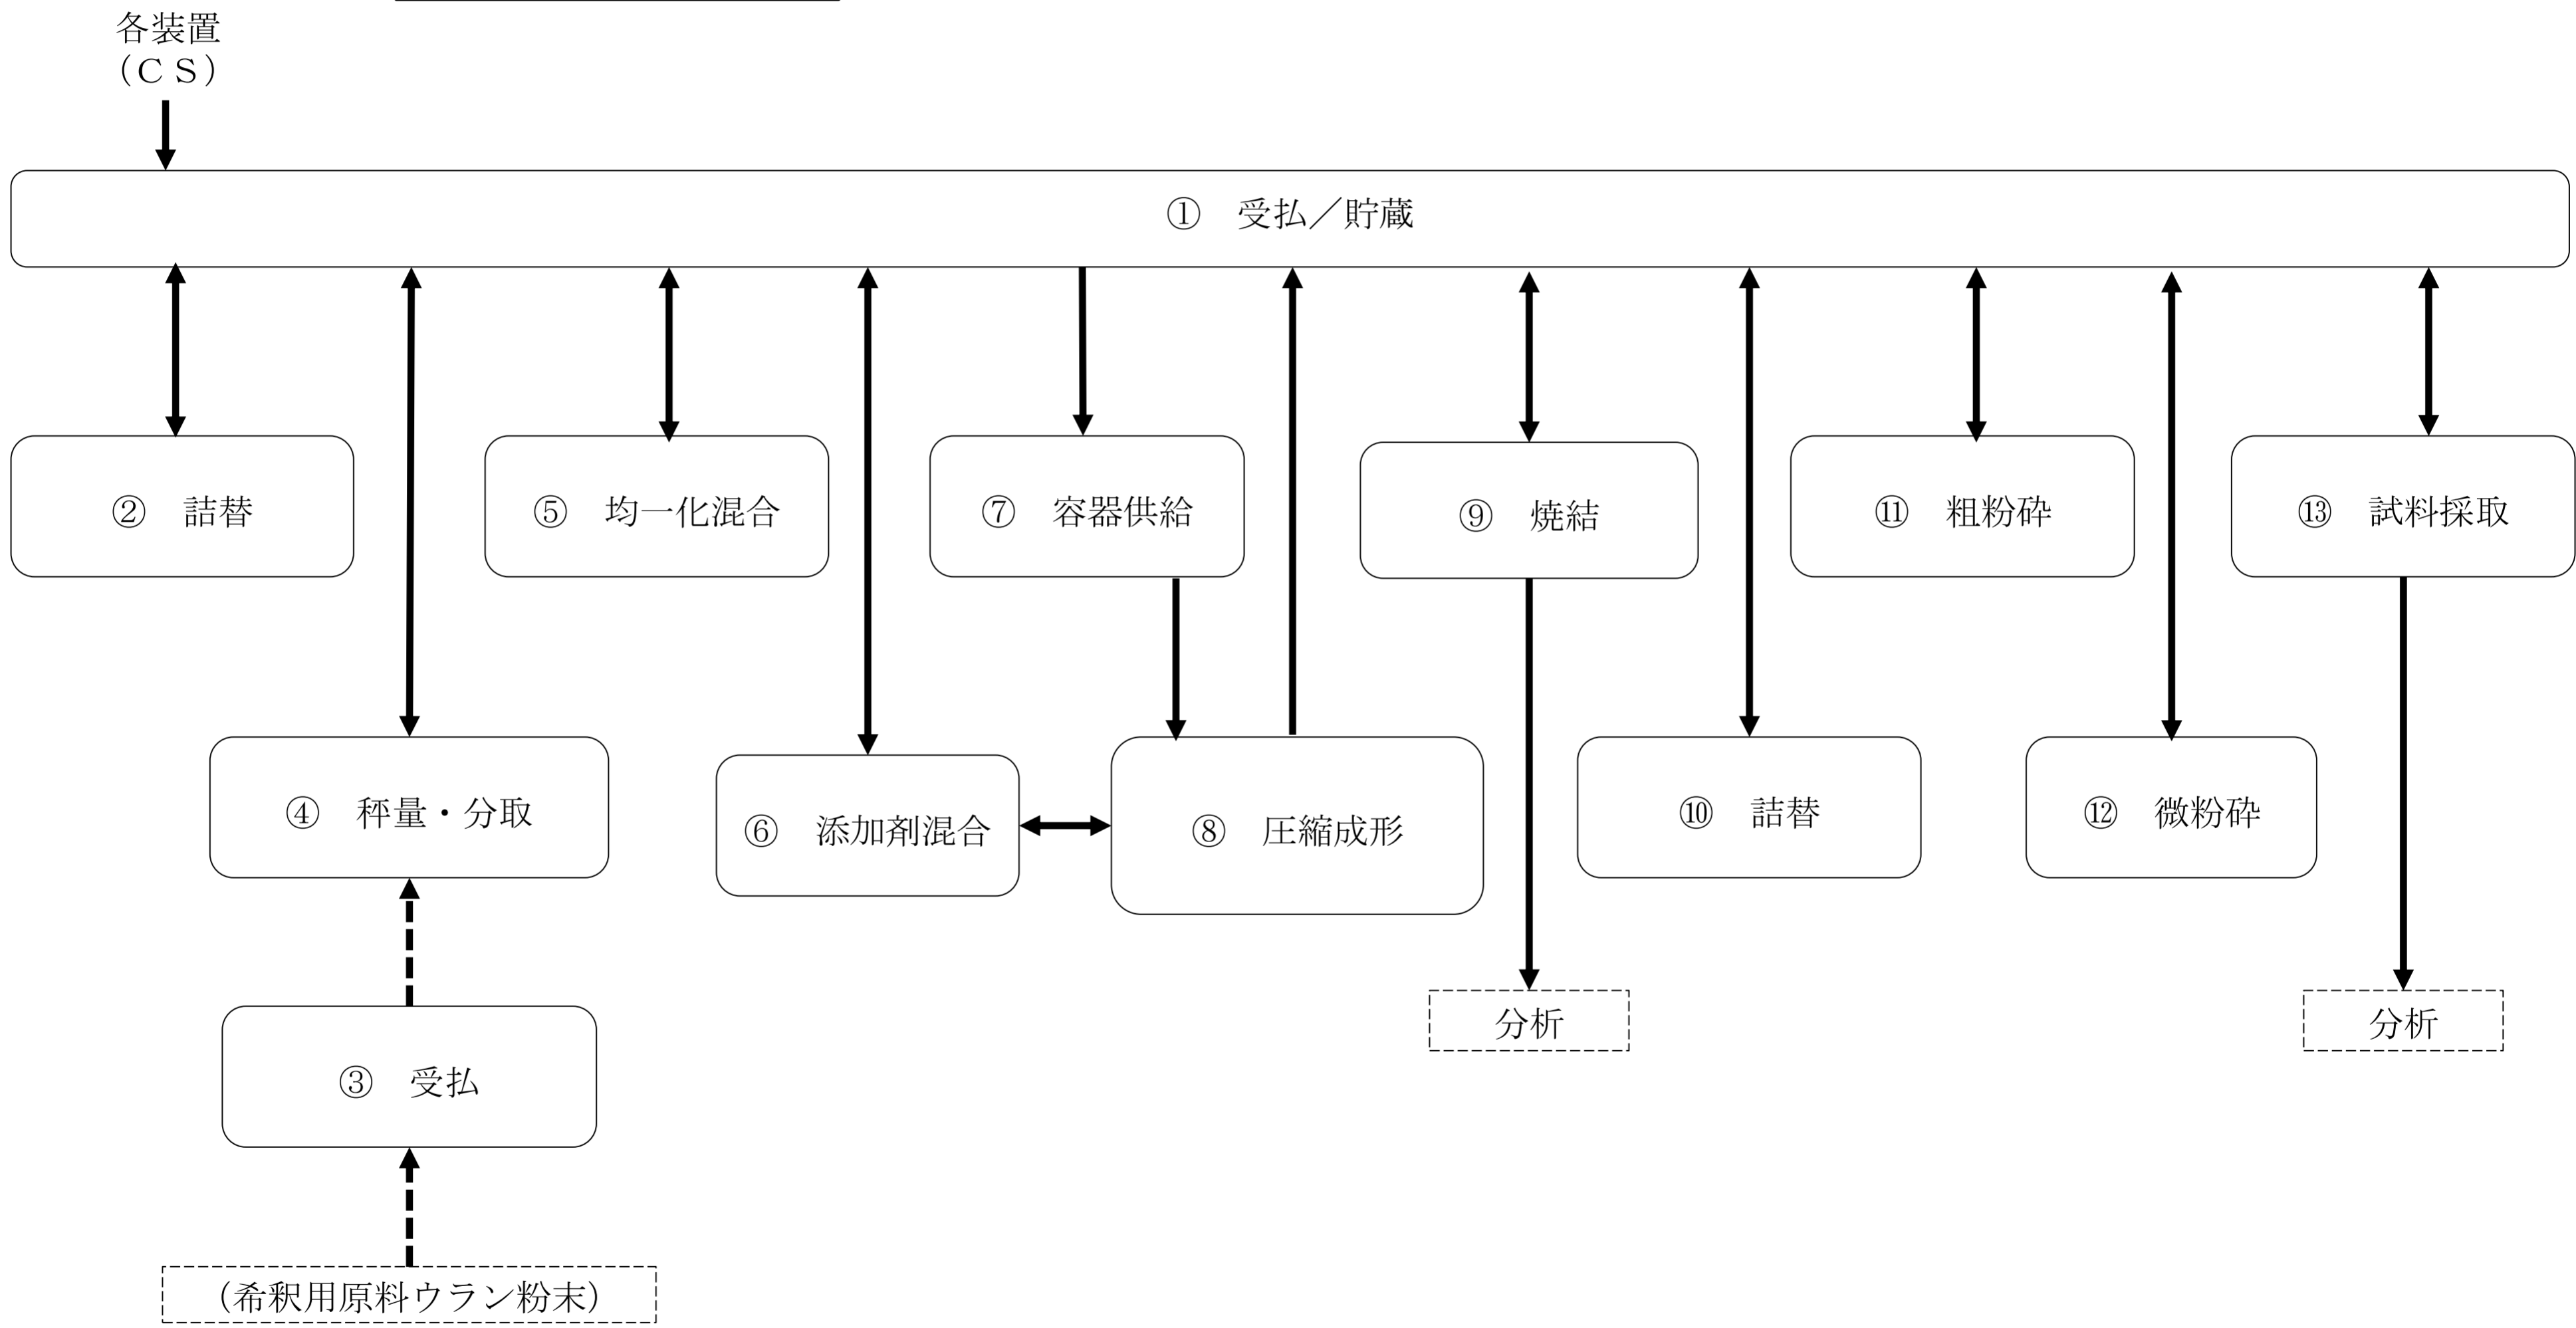 各装置
（ＣＳ）
①　受払／貯蔵
②　詰替
⑤　均一化混合
⑦　容器供給
⑨　焼結
⑪　粗粉砕
⑬　試料採取
④　秤量・分取
⑥　添加剤混合
⑧　圧縮成形
⑩　詰替
⑫　微粉砕
分析
分析
③　受払
（希釈用原料ウラン粉末）